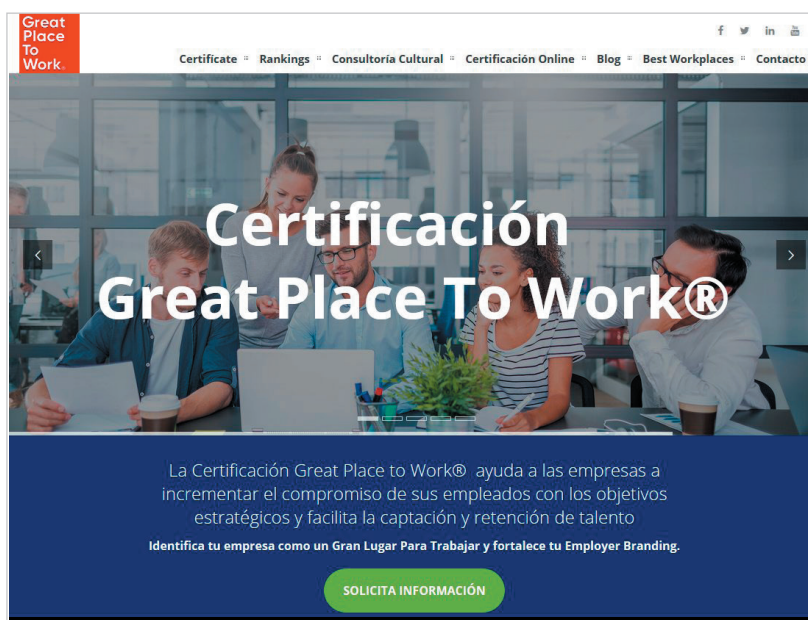 Great
Place
To
Work®
Certifícate Rankings Consultoría Cultural Certificación Online Blog Best Workplaces Contacto
Certificación
Great Place To Work®
La Certificación Great Place to Work® ayuda a las empresas a
incrementar el compromiso de sus empleados con los objetivos
estratégicos y facilita la captación y retención de talento
Identifica tu empresa como un Gran Lugar Para Trabajar y fortalece tu Employer Branding.
SOLICITA INFORMACIÓN